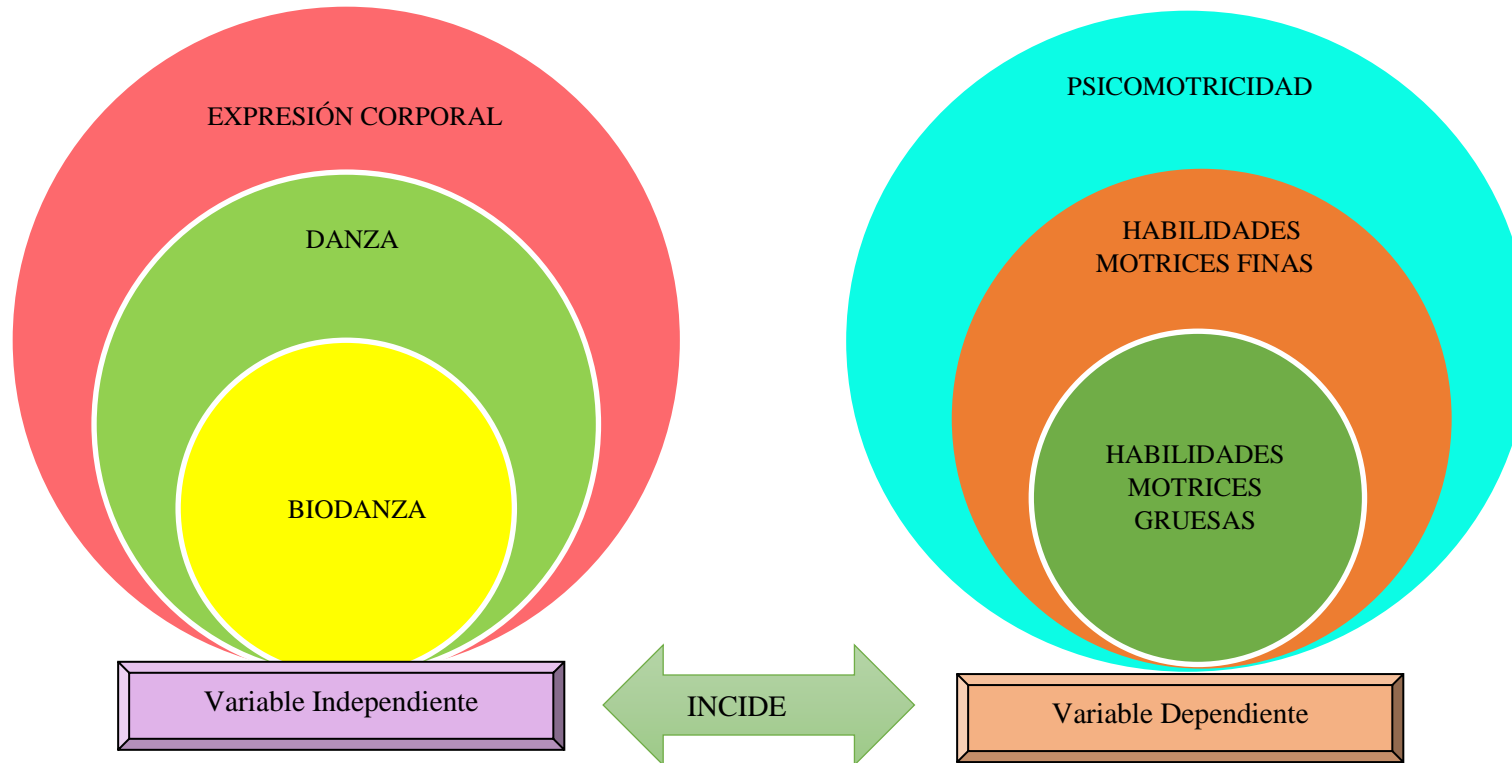 EXPRESIÓN CORPORAL
DANZA
BIODANZA
Variable Independiente
INCIDE
PSICOMOTRICIDAD
HABILIDADES
MOTRICES FINAS
HABILIDADES
MOTRICES
GRUESAS
Variable Dependiente